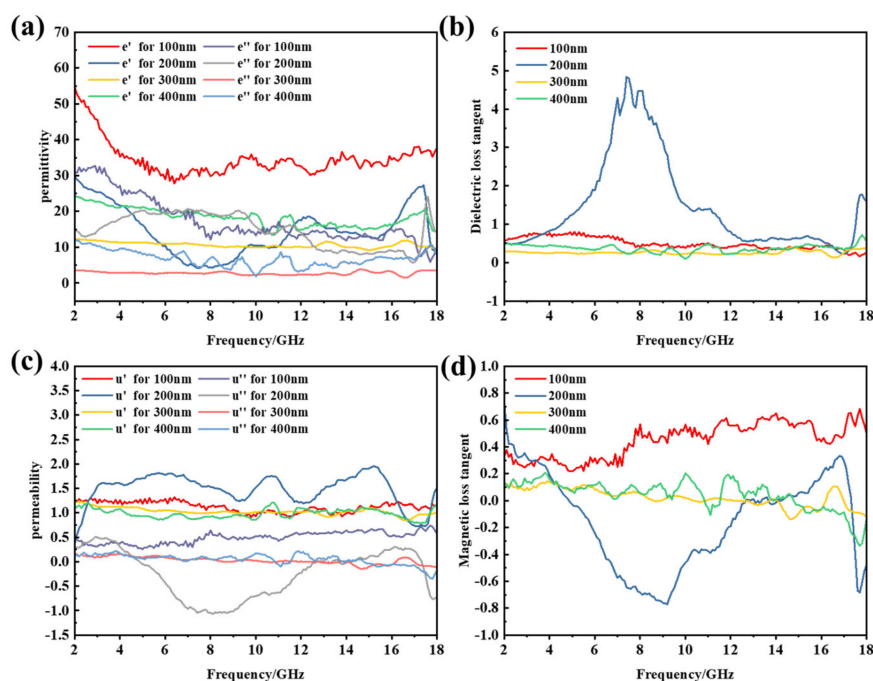 (a)
70
60
50
40
30
20
10
0
permittivity
e' for 100nm e'' for 100nm
e' for 200nm e'' for 200nm
e' for 300nm e'' for 300nm
e' for 400nm e'' for 400nm
2 4 6 8 10 12 14 16 18
Frequency/GHz
(b)
6
5
4
3
2
1
0
-1
Dielectric loss tangent
100nm
200nm
300nm
400nm
2 4 6 8 10 12 14 16 18
Frequency/GHz
(c)
4.0
3.5
3.0
2.5
2.0
1.5
1.0
0.5
0.0
-0.5
-1.0
-1.5
permeability
u' for 100nm u'' for 100nm
u' for 200nm u'' for 200nm
u' for 300nm u'' for 300nm
u' for 400nm u'' for 400nm
2 4 6 8 10 12 14 16 18
Frequency/GHz
(d)
1.0
0.8
0.6
0.4
0.2
0.0
-0.2
-0.4
-0.6
-0.8
-1.0
Magnetic loss tangent
100nm
200nm
300nm
400nm
2 4 6 8 10 12 14 16 18
Frequency/GHz